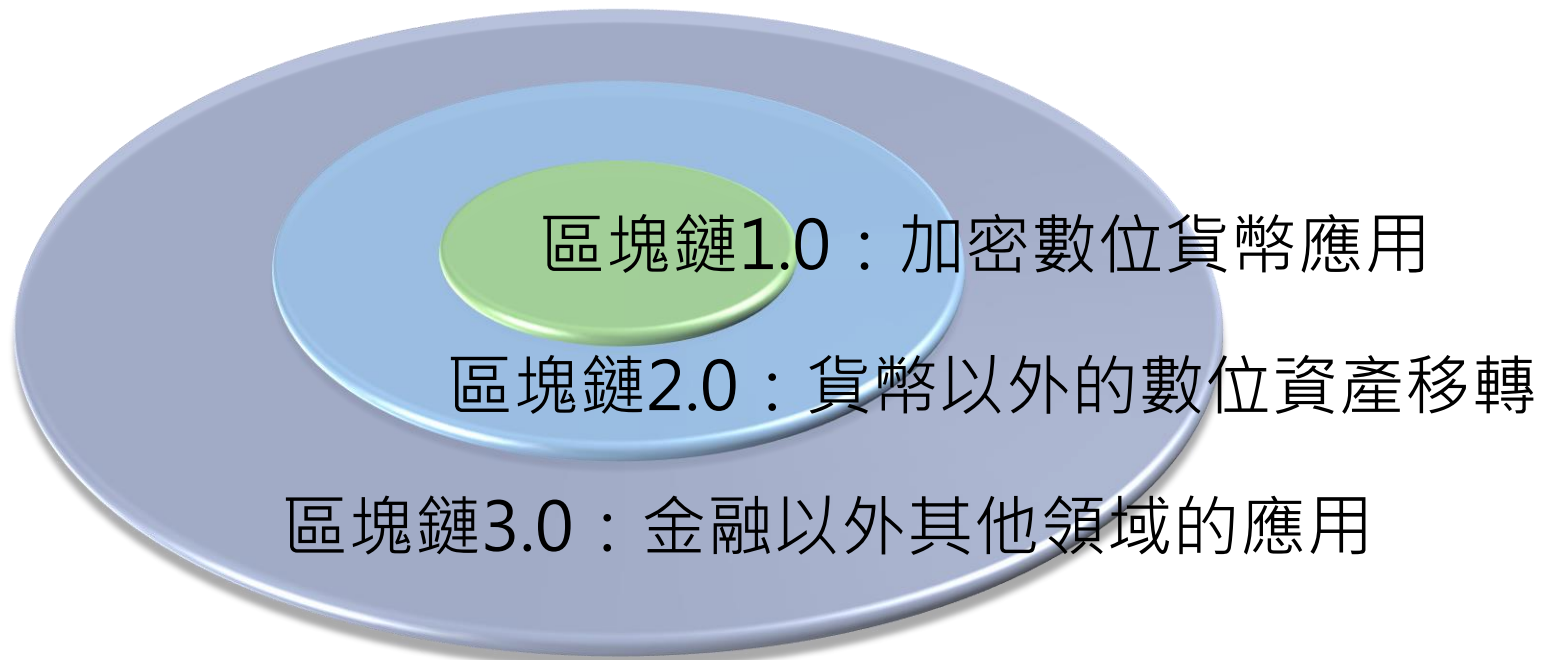 區塊鏈1.0：加密數位貨幣應用
區塊鏈2.0：貨幣以外的數位資產移轉
區塊鏈3.0：金融以外其他領域的應用